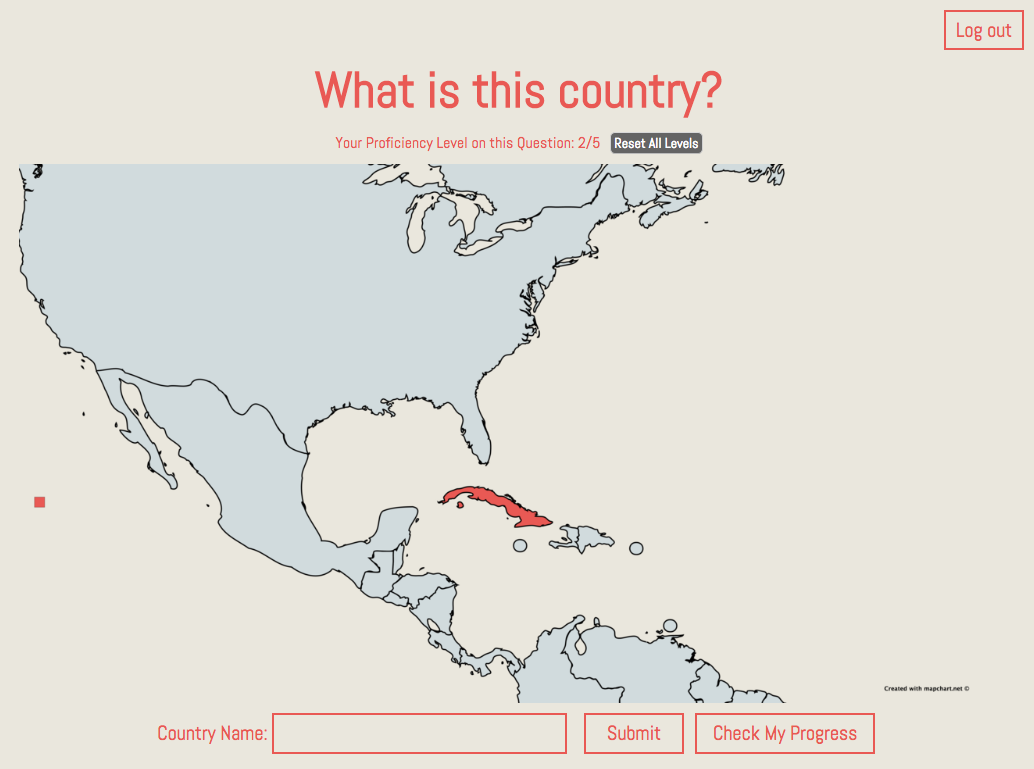 Log out
What is this country?
Your Proficiency Level on this Question: 2/5 Reset All Levels
Created with mapchart.net ©
Country Name: Submit Check My Progress